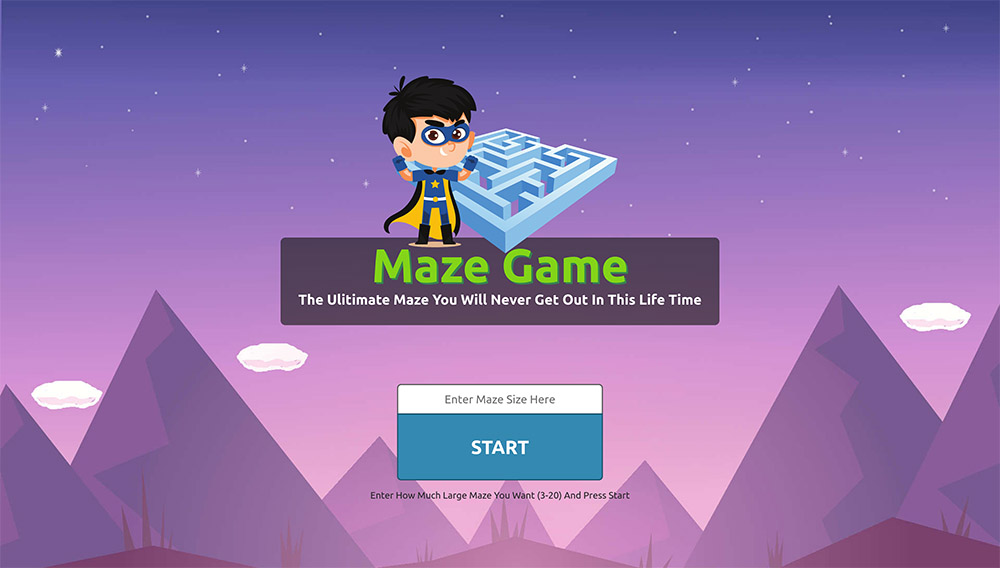 Maze Game
The Ulitimate Maze You Will Never Get Out In This Life Time
Enter Maze Size Here
START
Enter How Much Large Maze You Want (3-20) And Press Start